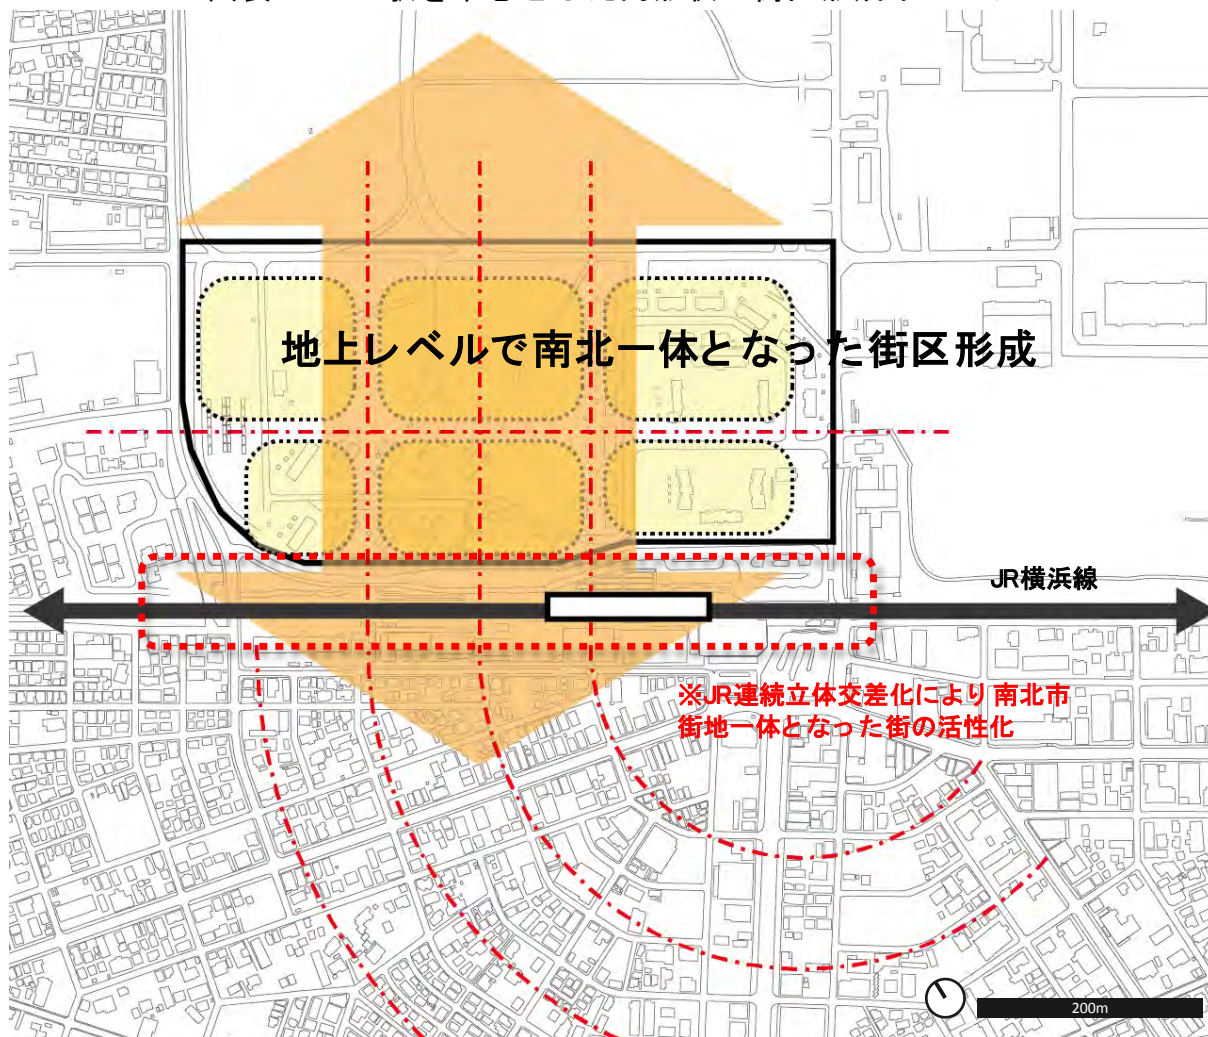 地上レベルで南北一体となった街区形成
JR横浜線
※JR連続立体交差化により南北市
街地一体となった街の活性化
200m